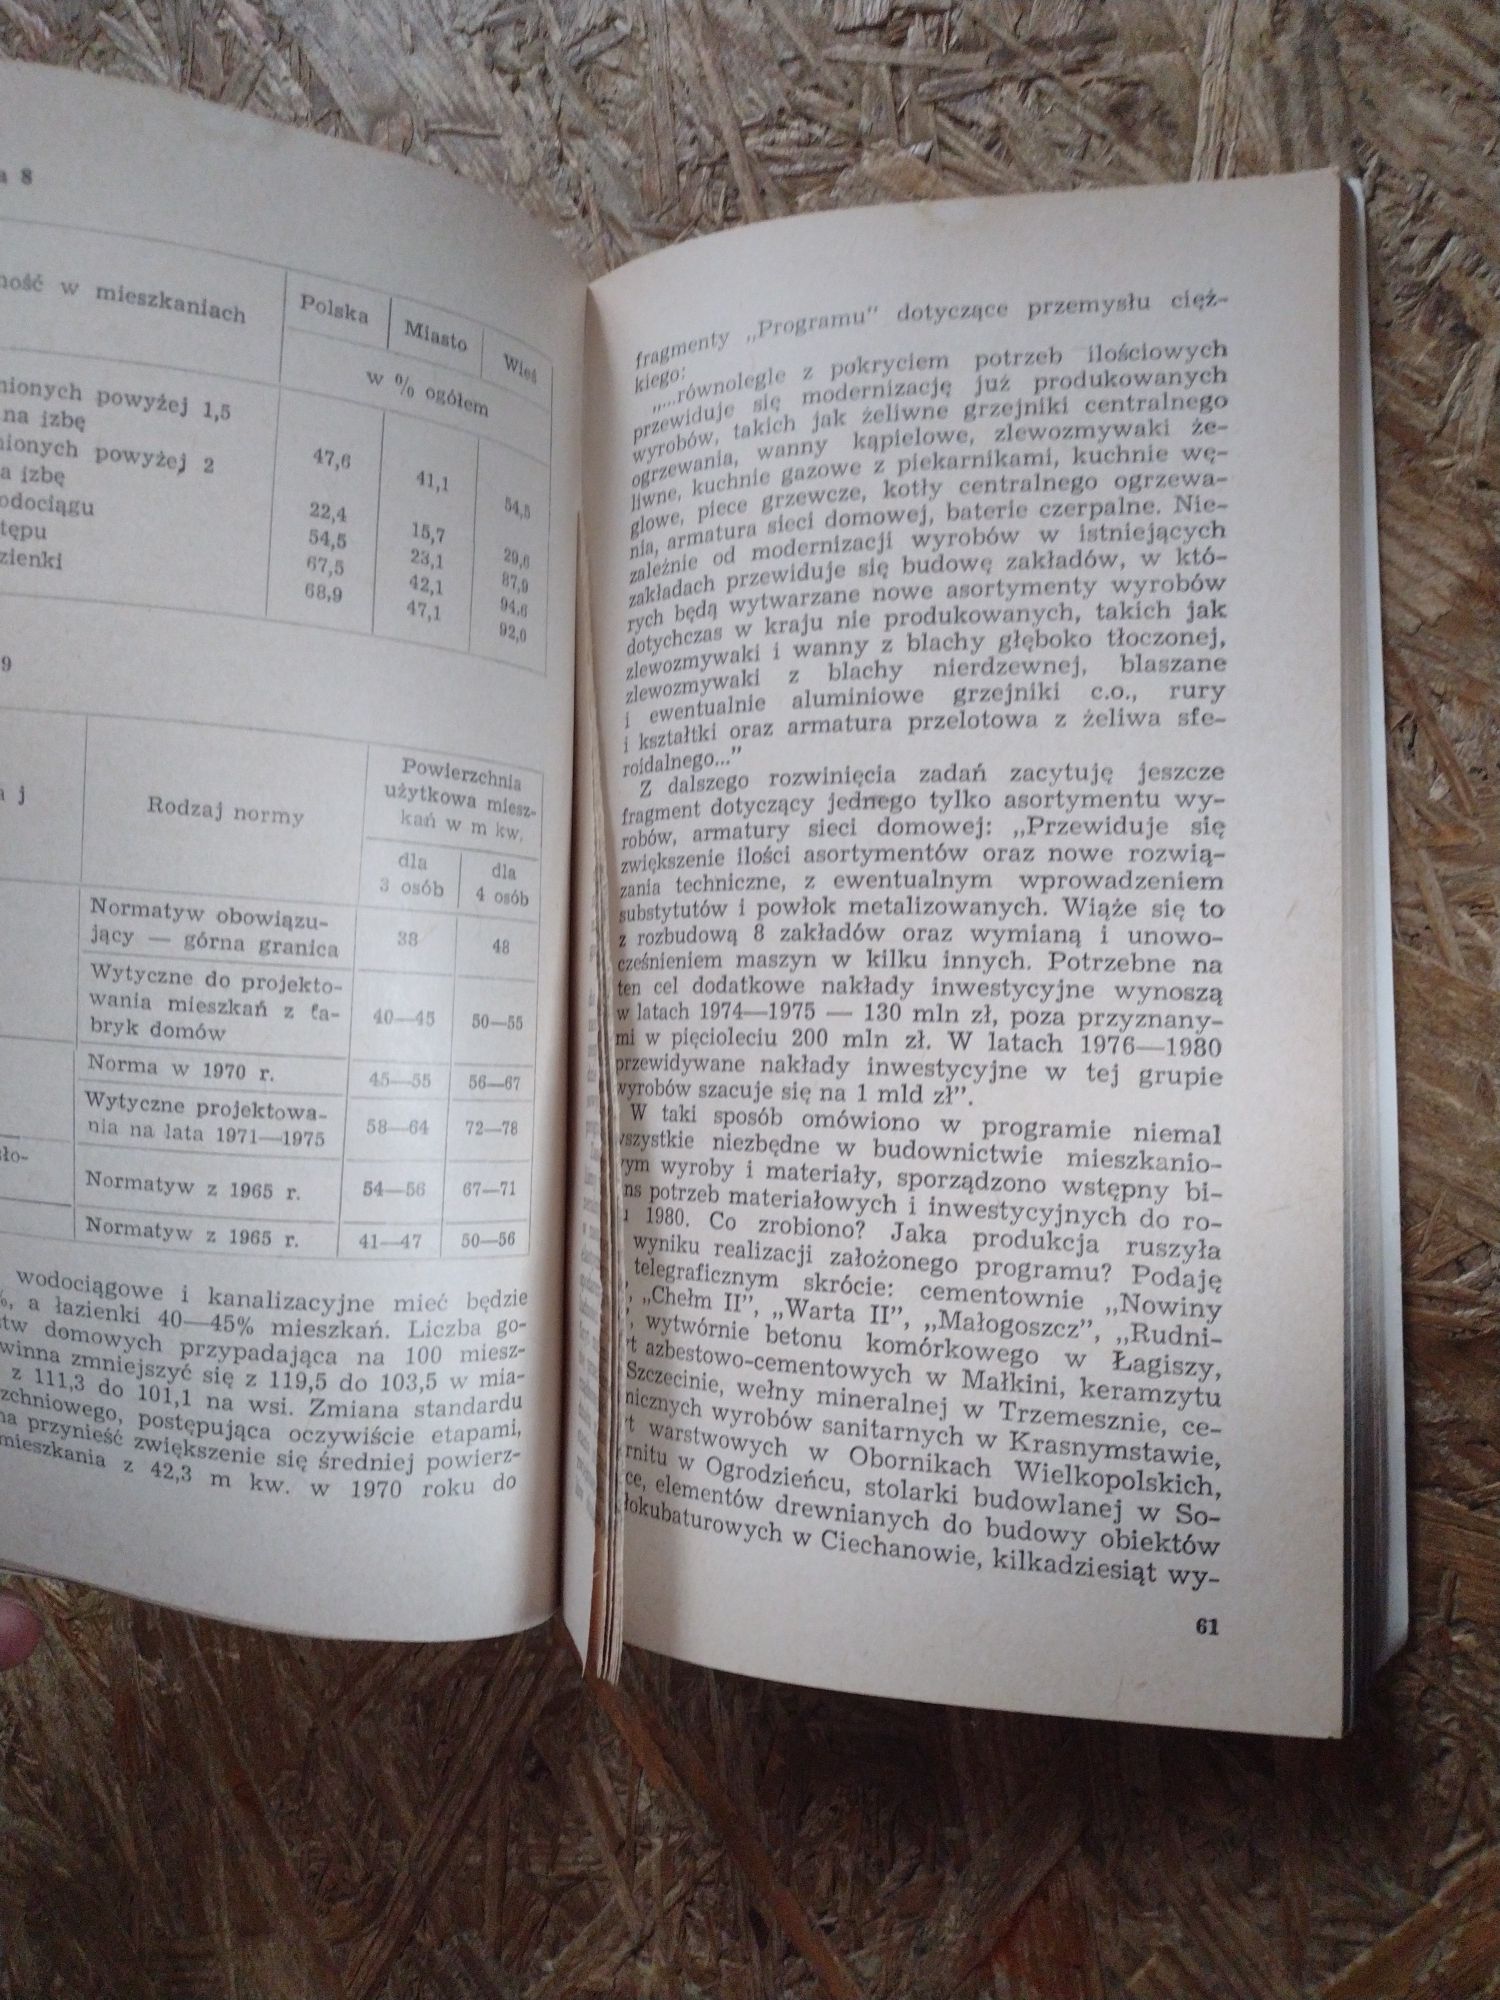 a 8
ność w mieszkaniach
Polska
Miasto
Wieś
w % ogółem
nionych powyżej 1,5
na izbę
47,6
41,1
54,5
nionych powyżej 2
a izbę
22,4
15,7
29,6
odociągu
54,5
23,1
87,9
tępu
67,5
42,1
94,6
zienki
68,9
47,1
92,0
9
a j
Rodzaj normy
Powierzchnia
użytkowa miesz-
kań w m kw.
dla
3 osób
dla
4 osób
Normatyw obowiązu-
jący — górna granica
38
48
Wytyczne do projekto-
wania mieszkań z fa-
bryk domów
40—45
50—55
Norma w 1970 r.
45—55
56—67
Wytyczne projektowa-
nia na lata 1971—1975
58—64
72—78
ło-
Normatyw z 1965 r.
54—56
67—71
Normatyw z 1965 r.
41—47
50—56
wodociągowe i kanalizacyjne mieć będzie
%, a łazienki 40—45% mieszkań. Liczba go-
stw domowych przypadająca na 100 miesz-
winna zmniejszyć się z 119,5 do 103,5 w mia-
z 111,3 do 101,1 na wsi. Zmiana standardu
zchniowego, postępująca oczywiście etapami,
na przynieść zwiększenie się średniej powierz-
mieszkania z 42,3 m kw. w 1970 roku do
fragmenty „Programu" dotyczące przemysłu cięż-
kiego:
„...równolegle z pokryciem potrzeb ilościowych
przewiduje się modernizację już produkowanych
wyrobów, takich jak żeliwne grzejniki centralnego
ogrzewania, wanny kąpielowe, zlewozmywaki że-
liwne, kuchnie gazowe z piekarnikami, kuchnie wę-
glowe, piece grzewcze, kotły centralnego ogrzewa-
nia, armatura sieci domowej, baterie czerpalne. Nie-
zależnie od modernizacji wyrobów w istniejących
zakładach przewiduje się budowę zakładów, w któ-
rych będą wytwarzane nowe asortymenty wyrobów
dotychczas w kraju nie produkowanych, takich jak
zlewozmywaki i wanny z blachy głęboko tłoczonej,
zlewozmywaki z blachy nierdzewnej, blaszane
i ewentualnie aluminiowe grzejniki c.o., rury
i kształtki oraz armatura przelotowa z żeliwa sfe-
roidalnego..."
Z dalszego rozwinięcia zadań zacytuję jeszcze
fragment dotyczący jednego tylko asortymentu wy-
robów, armatury sieci domowej: „Przewiduje się
zwiększenie ilości asortymentów oraz nowe rozwią-
zania techniczne, z ewentualnym wprowadzeniem
substytutów i powłok metalizowanych. Wiąże się to
z rozbudową 8 zakładów oraz wymianą i unowo-
cześnieniem maszyn w kilku innych. Potrzebne na
ten cel dodatkowe nakłady inwestycyjne wynoszą
w latach 1974—1975 — 130 mln zł, poza przyznany-
mi w pięcioleciu 200 mln zł. W latach 1976—1980
przewidywane nakłady inwestycyjne w tej grupie
wyrobów szacuje się na 1 mld zł".
W taki sposób omówiono w programie niemal
wszystkie niezbędne w budownictwie mieszkanio-
wym wyroby i materiały, sporządzono wstępny bi-
ns potrzeb materiałowych i inwestycyjnych do ro-
u 1980. Co zrobiono? Jaka produkcja ruszyła
wyniku realizacji założonego programu? Podaję
telegraficznym skrócie: cementownie „Nowiny
", „Chełm II", „Warta II", „Małogoszcz", „Rudni-
", wytwórnie betonu komórkowego w Łagiszy,
t azbestowo-cementowych w Małkini, keramzytu
Szczecinie, wełny mineralnej w Trzemesznie, ce-
nicznych wyrobów sanitarnych w Krasnymstawie,
t warstwowych w Obornikach Wielkopolskich,
rnitu w Ogrodzieńcu, stolarki budowlanej w So-
ce, elementów drewnianych do budowy obiektów
łokubaturowych w Ciechanowie, kilkadziesiąt wy-
61